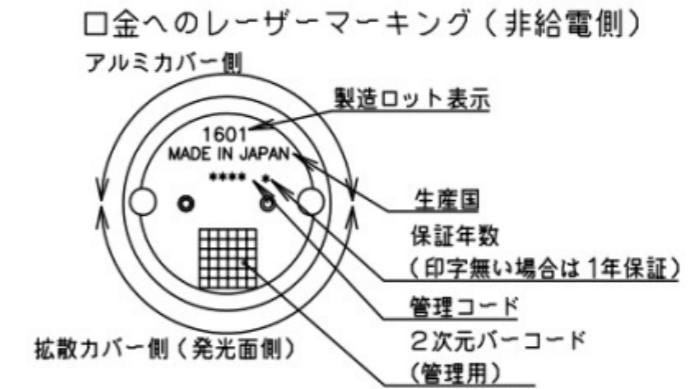 口金へのレーザーマーキング(非給電側)
アルミカバー側
製造ロット表示
1601
MADE IN JAPAN
**** *
生産国
保証年数
(印字無い場合は1年保証)
管理コード
2次元バーコード
(管理用)
拡散カバー側(発光面側)